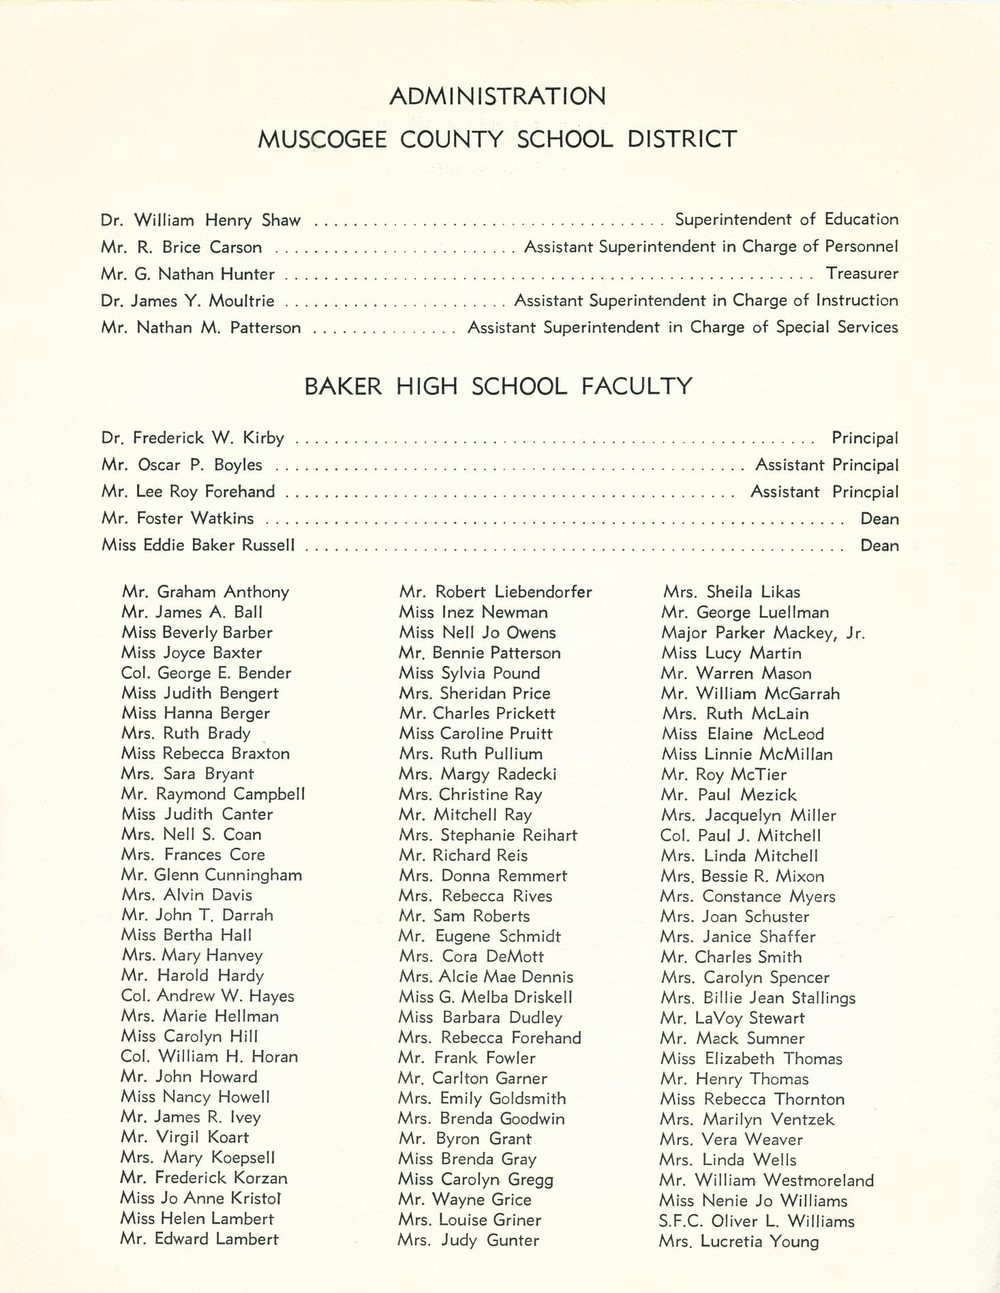 ADMINISTRATION
MUSCOGEE COUNTY SCHOOL DISTRICT
Dr. William Henry Shaw .................................... Superintendent of Education
Mr. R. Brice Carson ......................... Assistant Superintendent in Charge of Personnel
Mr. G. Nathan Hunter ...................................................... Treasurer
Dr. James Y. Moultrie ....................... Assistant Superintendent in Charge of Instruction
Mr. Nathan M. Patterson ............... Assistant Superintendent in Charge of Special Services
BAKER HIGH SCHOOL FACULTY
Dr. Frederick W. Kirby ..................................................... Principal
Mr. Oscar P. Boyles ................................................ Assistant Principal
Mr. Lee Roy Forehand .............................................. Assistant Princpial
Mr. Foster Watkins ........................................................... Dean
Miss Eddie Baker Russell ....................................................... Dean
Mr. Graham Anthony
Mr. James A. Ball
Miss Beverly Barber
Miss Joyce Baxter
Col. George E. Bender
Miss Judith Bengert
Miss Hanna Berger
Mrs. Ruth Brady
Miss Rebecca Braxton
Mrs. Sara Bryant
Mr. Raymond Campbell
Miss Judith Canter
Mrs. Nell S. Coan
Mrs. Frances Core
Mr. Glenn Cunningham
Mrs. Alvin Davis
Mr. John T. Darrah
Miss Bertha Hall
Mrs. Mary Hanvey
Mr. Harold Hardy
Col. Andrew W. Hayes
Mrs. Marie Hellman
Miss Carolyn Hill
Col. William H. Horan
Mr. John Howard
Miss Nancy Howell
Mr. James R. Ivey
Mr. Virgil Koart
Mrs. Mary Koepsell
Mr. Frederick Korzan
Miss Jo Anne Kristof
Miss Helen Lambert
Mr. Edward Lambert
Mr. Robert Liebendorfer
Miss Inez Newman
Miss Nell Jo Owens
Mr. Bennie Patterson
Miss Sylvia Pound
Mrs. Sheridan Price
Mr. Charles Prickett
Miss Caroline Pruitt
Mrs. Ruth Pullium
Mrs. Margy Radecki
Mrs. Christine Ray
Mr. Mitchell Ray
Mrs. Stephanie Reihart
Mr. Richard Reis
Mrs. Donna Remmert
Mrs. Rebecca Rives
Mr. Sam Roberts
Mr. Eugene Schmidt
Mrs. Cora DeMott
Mrs. Alcie Mae Dennis
Miss G. Melba Driskell
Miss Barbara Dudley
Mrs. Rebecca Forehand
Mr. Frank Fowler
Mr. Carlton Garner
Mrs. Emily Goldsmith
Mrs. Brenda Goodwin
Mr. Byron Grant
Miss Brenda Gray
Miss Carolyn Gregg
Mr. Wayne Grice
Mrs. Louise Griner
Mrs. Judy Gunter
Mrs. Sheila Likas
Mr. George Luellman
Major Parker Mackey, Jr.
Miss Lucy Martin
Mr. Warren Mason
Mr. William McGarrah
Mrs. Ruth McLain
Miss Elaine McLeod
Miss Linnie McMillan
Mr. Roy McTier
Mr. Paul Mezick
Mrs. Jacquelyn Miller
Col. Paul J. Mitchell
Mrs. Linda Mitchell
Mrs. Bessie R. Mixon
Mrs. Constance Myers
Mrs. Joan Schuster
Mrs. Janice Shaffer
Mr. Charles Smith
Mrs. Carolyn Spencer
Mrs. Billie Jean Stallings
Mr. LaVoy Stewart
Mr. Mack Sumner
Miss Elizabeth Thomas
Mr. Henry Thomas
Miss Rebecca Thornton
Mrs. Marilyn Ventzek
Mrs. Vera Weaver
Mrs. Linda Wells
Mr. William Westmoreland
Miss Nenie Jo Williams
S.F.C. Oliver L. Williams
Mrs. Lucretia Young